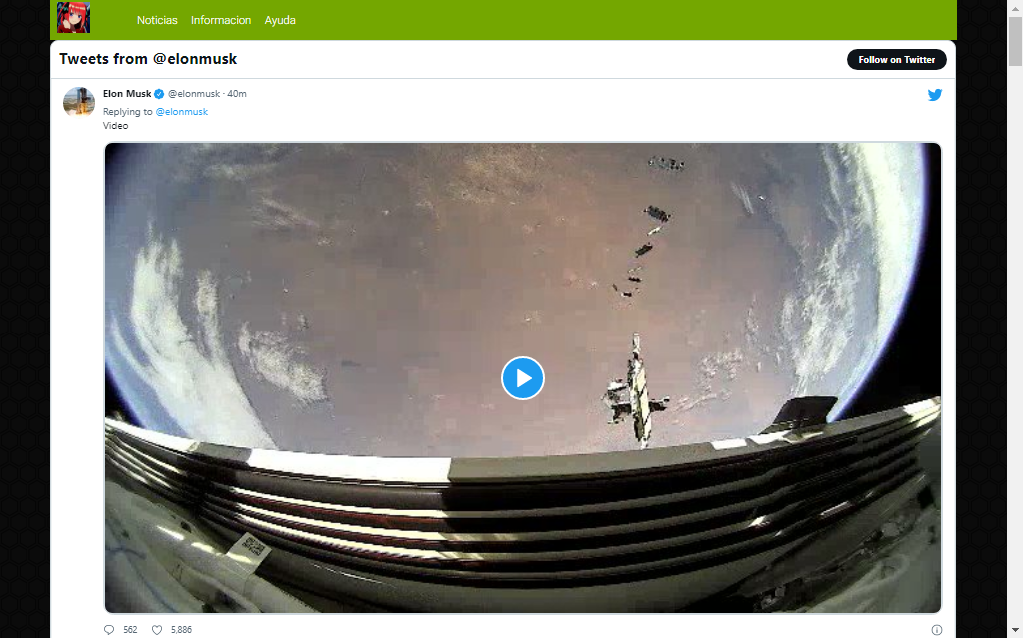 Noticias Informacion Ayuda
Tweets from @elonmusk
Follow on Twitter
Elon Musk @elonmusk · 40m
Replying to @elonmusk
Video
562 5,886